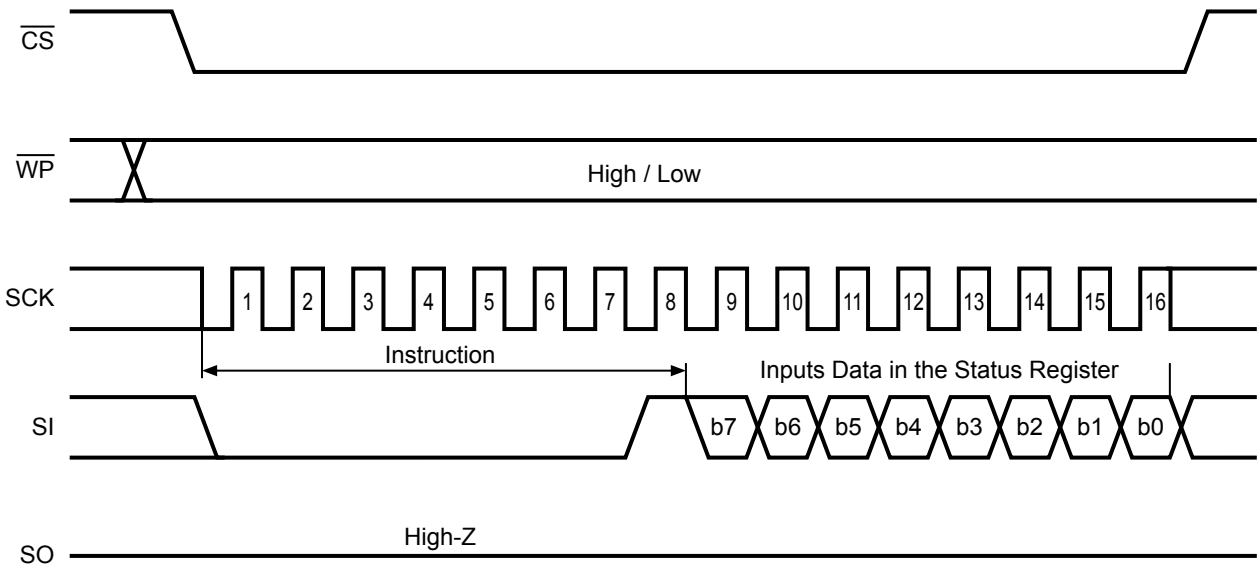 CS
WP
High / Low
SCK
1 2 3 4 5 6 7 8 9 10 11 12 13 14 15 16
Instruction
Inputs Data in the Status Register
SI
b7 b6 b5 b4 b3 b2 b1 b0
High-Z
SO